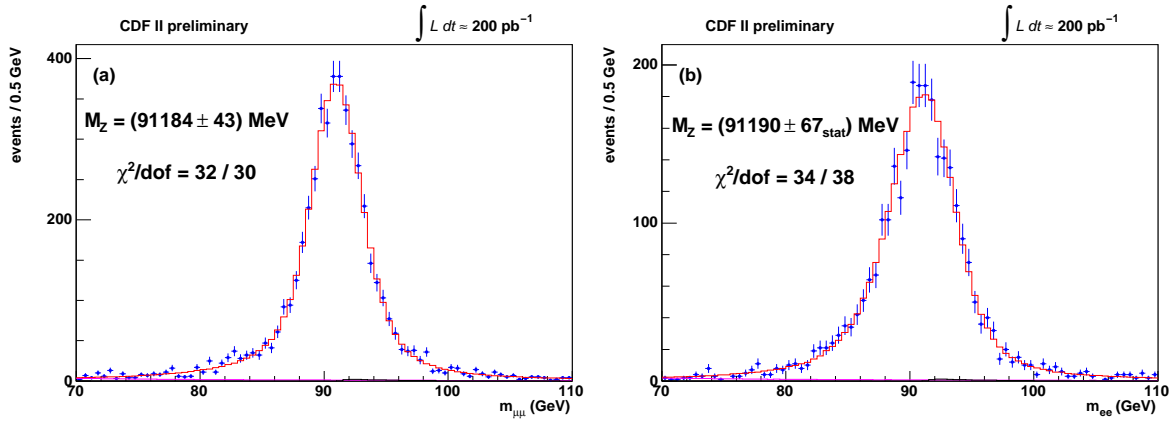 CDF II preliminary
∫ L dt ≈ 200 pb⁻¹
events / 0.5 GeV
400
200
0
(a)
M_Z = (91184 ± 43) MeV
χ²/dof = 32 / 30
70 80 90 100 110
m_μμ (GeV)
CDF II preliminary
∫ L dt ≈ 200 pb⁻¹
events / 0.5 GeV
200
100
0
(b)
M_Z = (91190 ± 67_stat) MeV
χ²/dof = 34 / 38
70 80 90 100 110
m_ee (GeV)